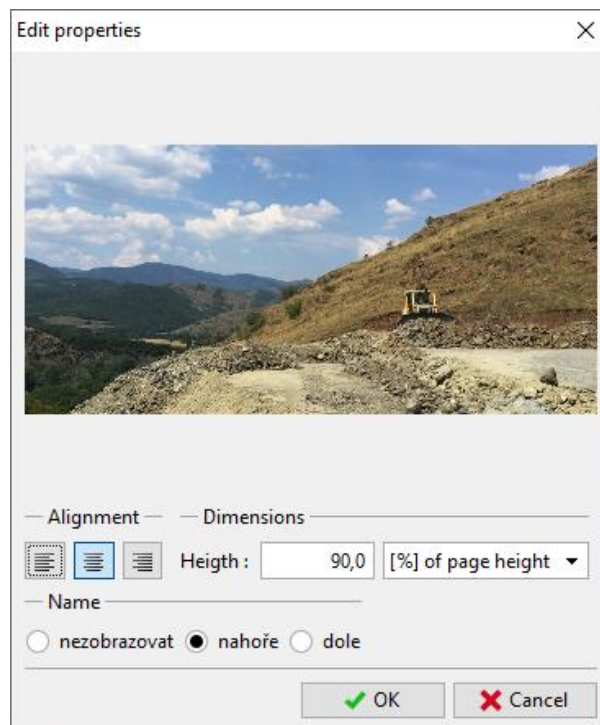 Edit properties
Alignment Dimensions
Heigth : 90,0 [%] of page height
Name
nezobrazovat nahoře dole
OK Cancel